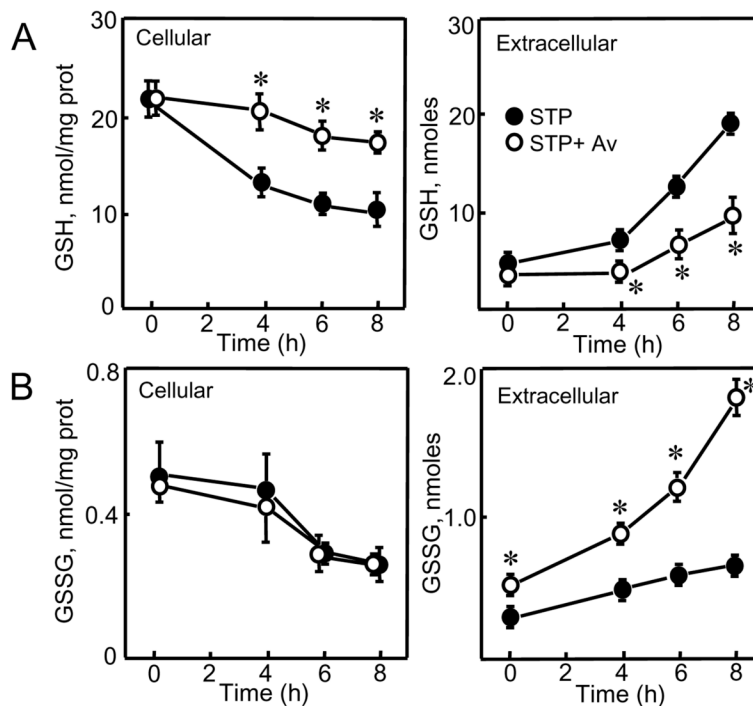 A
Cellular
GSH, nmol/mg prot
30
20
10
0
* * *
0 2 4 6 8
Time (h)
Extracellular
GSH, nmoles
30
20
10
STP
STP+ Av
* * *
0 2 4 6 8
Time (h)
B
Cellular
GSSG, nmol/mg prot
0.8
0.4
0
0 2 4 6 8
Time (h)
Extracellular
GSSG, nmoles
2.0
1.0
* * * *
0 2 4 6 8
Time (h)